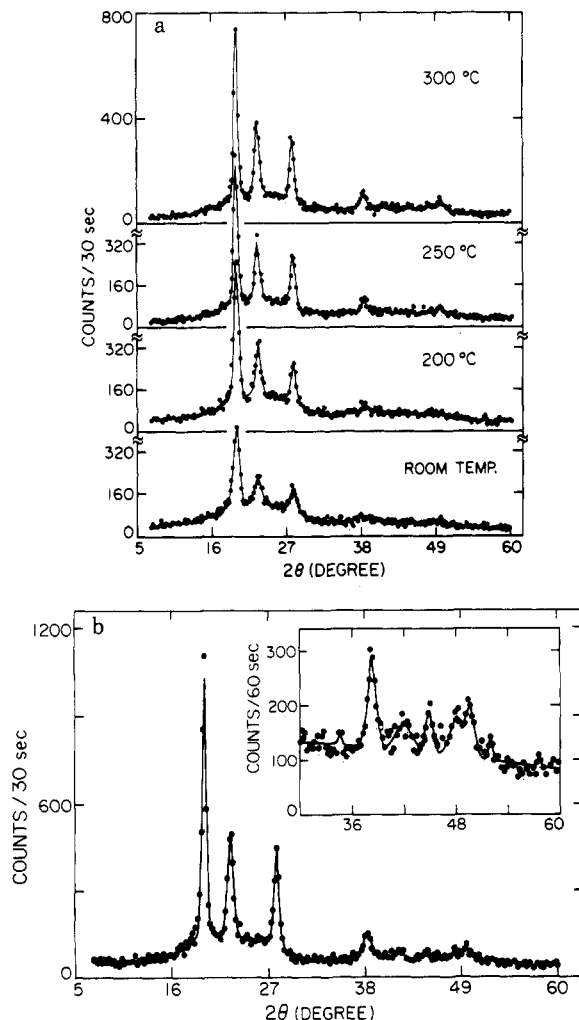 a
800
300 °C
400
0
COUNTS / 30 sec
320
250 °C
160
0
320
200 °C
160
0
320
ROOM TEMP.
160
0
5 16 27 38 49 60
2θ (DEGREE)
b
1200
COUNTS / 30 sec
600
0
5 16 27 38 49 60
2θ (DEGREE)
COUNTS/60 sec
300
200
100
0
36 48 60